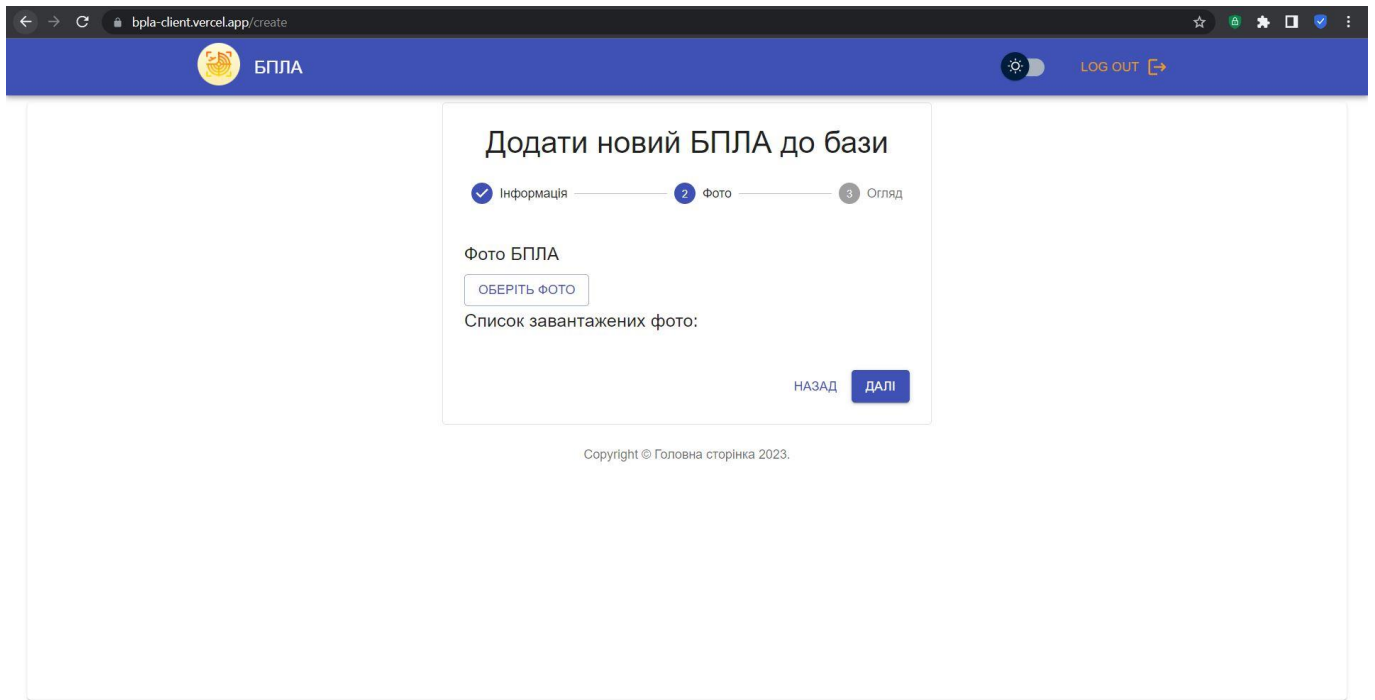 bpla-client.vercel.app/create
БПЛА
LOG OUT
Додати новий БПЛА до бази
Інформація 2 Фото 3 Огляд
Фото БПЛА
ОБЕРІТЬ ФОТО
Список завантажених фото:
НАЗАД ДАЛІ
Copyright © Головна сторінка 2023.